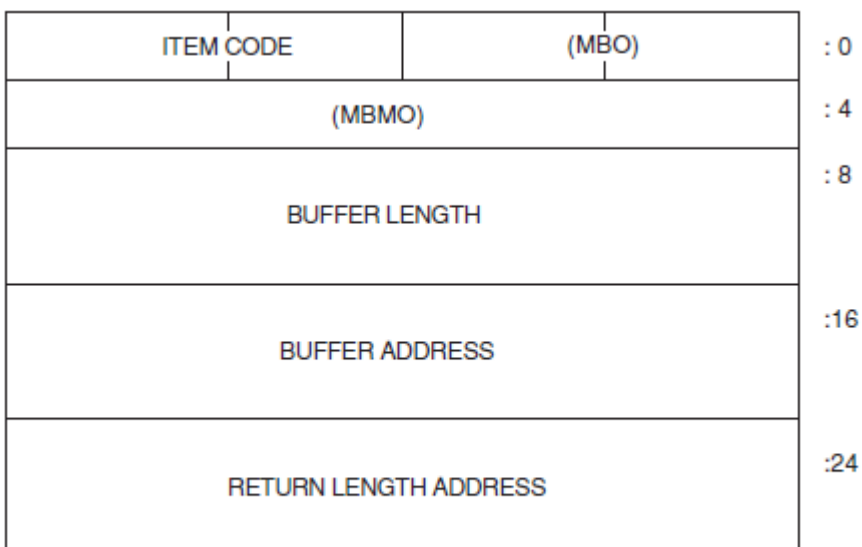 ITEM CODE (MBO) : 0
(MBMO) : 4
: 8
BUFFER LENGTH
:16
BUFFER ADDRESS
:24
RETURN LENGTH ADDRESS